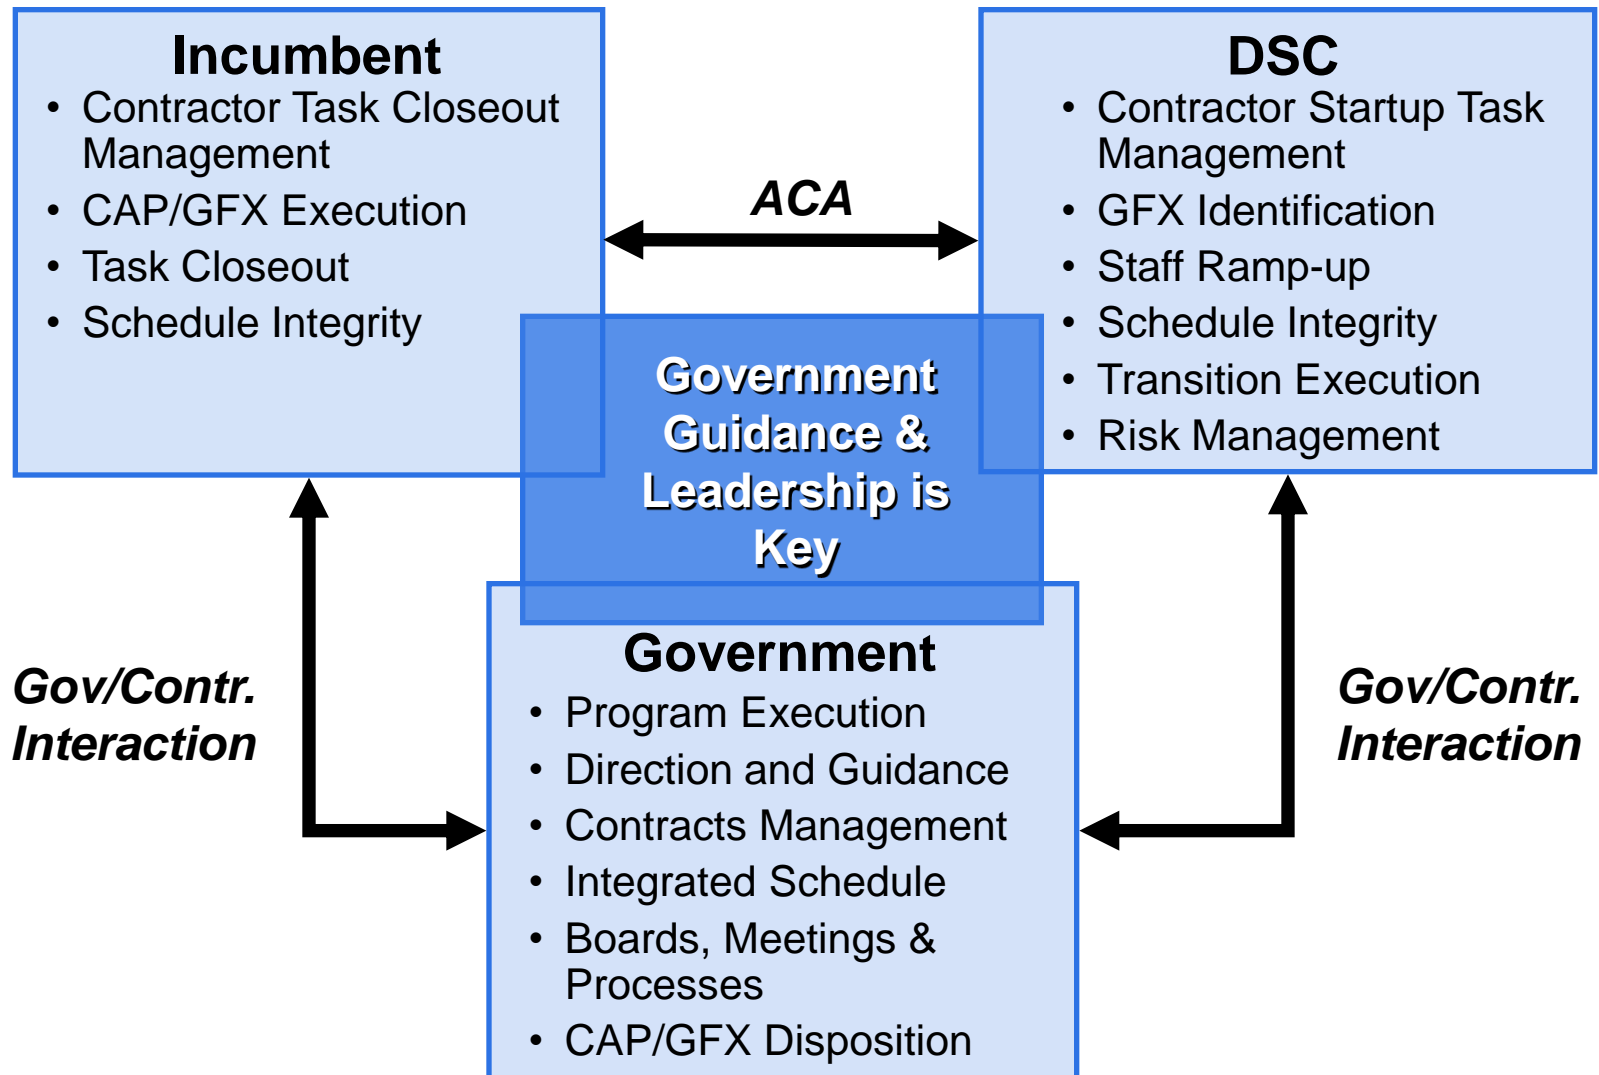 Incumbent
• Contractor Task Closeout
Management
• CAP/GFX Execution
• Task Closeout
• Schedule Integrity
ACA
DSC
• Contractor Startup Task
Management
• GFX Identification
• Staff Ramp-up
• Schedule Integrity
• Transition Execution
• Risk Management
Government
Guidance &
Leadership is
Key
Gov/Contr.
Interaction
Government
• Program Execution
• Direction and Guidance
• Contracts Management
• Integrated Schedule
• Boards, Meetings &
Processes
• CAP/GFX Disposition
Gov/Contr.
Interaction